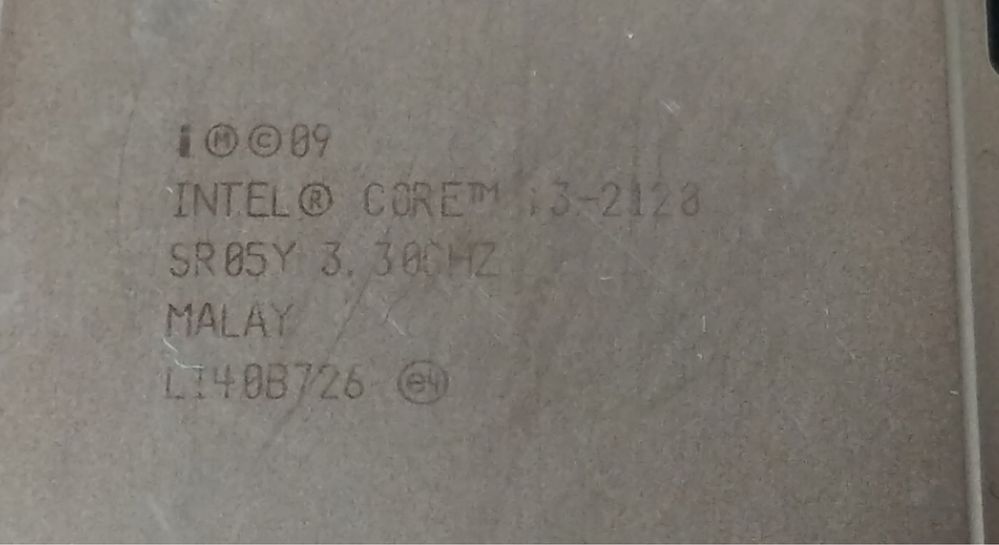 i Ⓜ © 09
INTEL® CORE™ i3-2120
SR05Y 3.30GHZ
MALAY
L140B726 ⓔ4